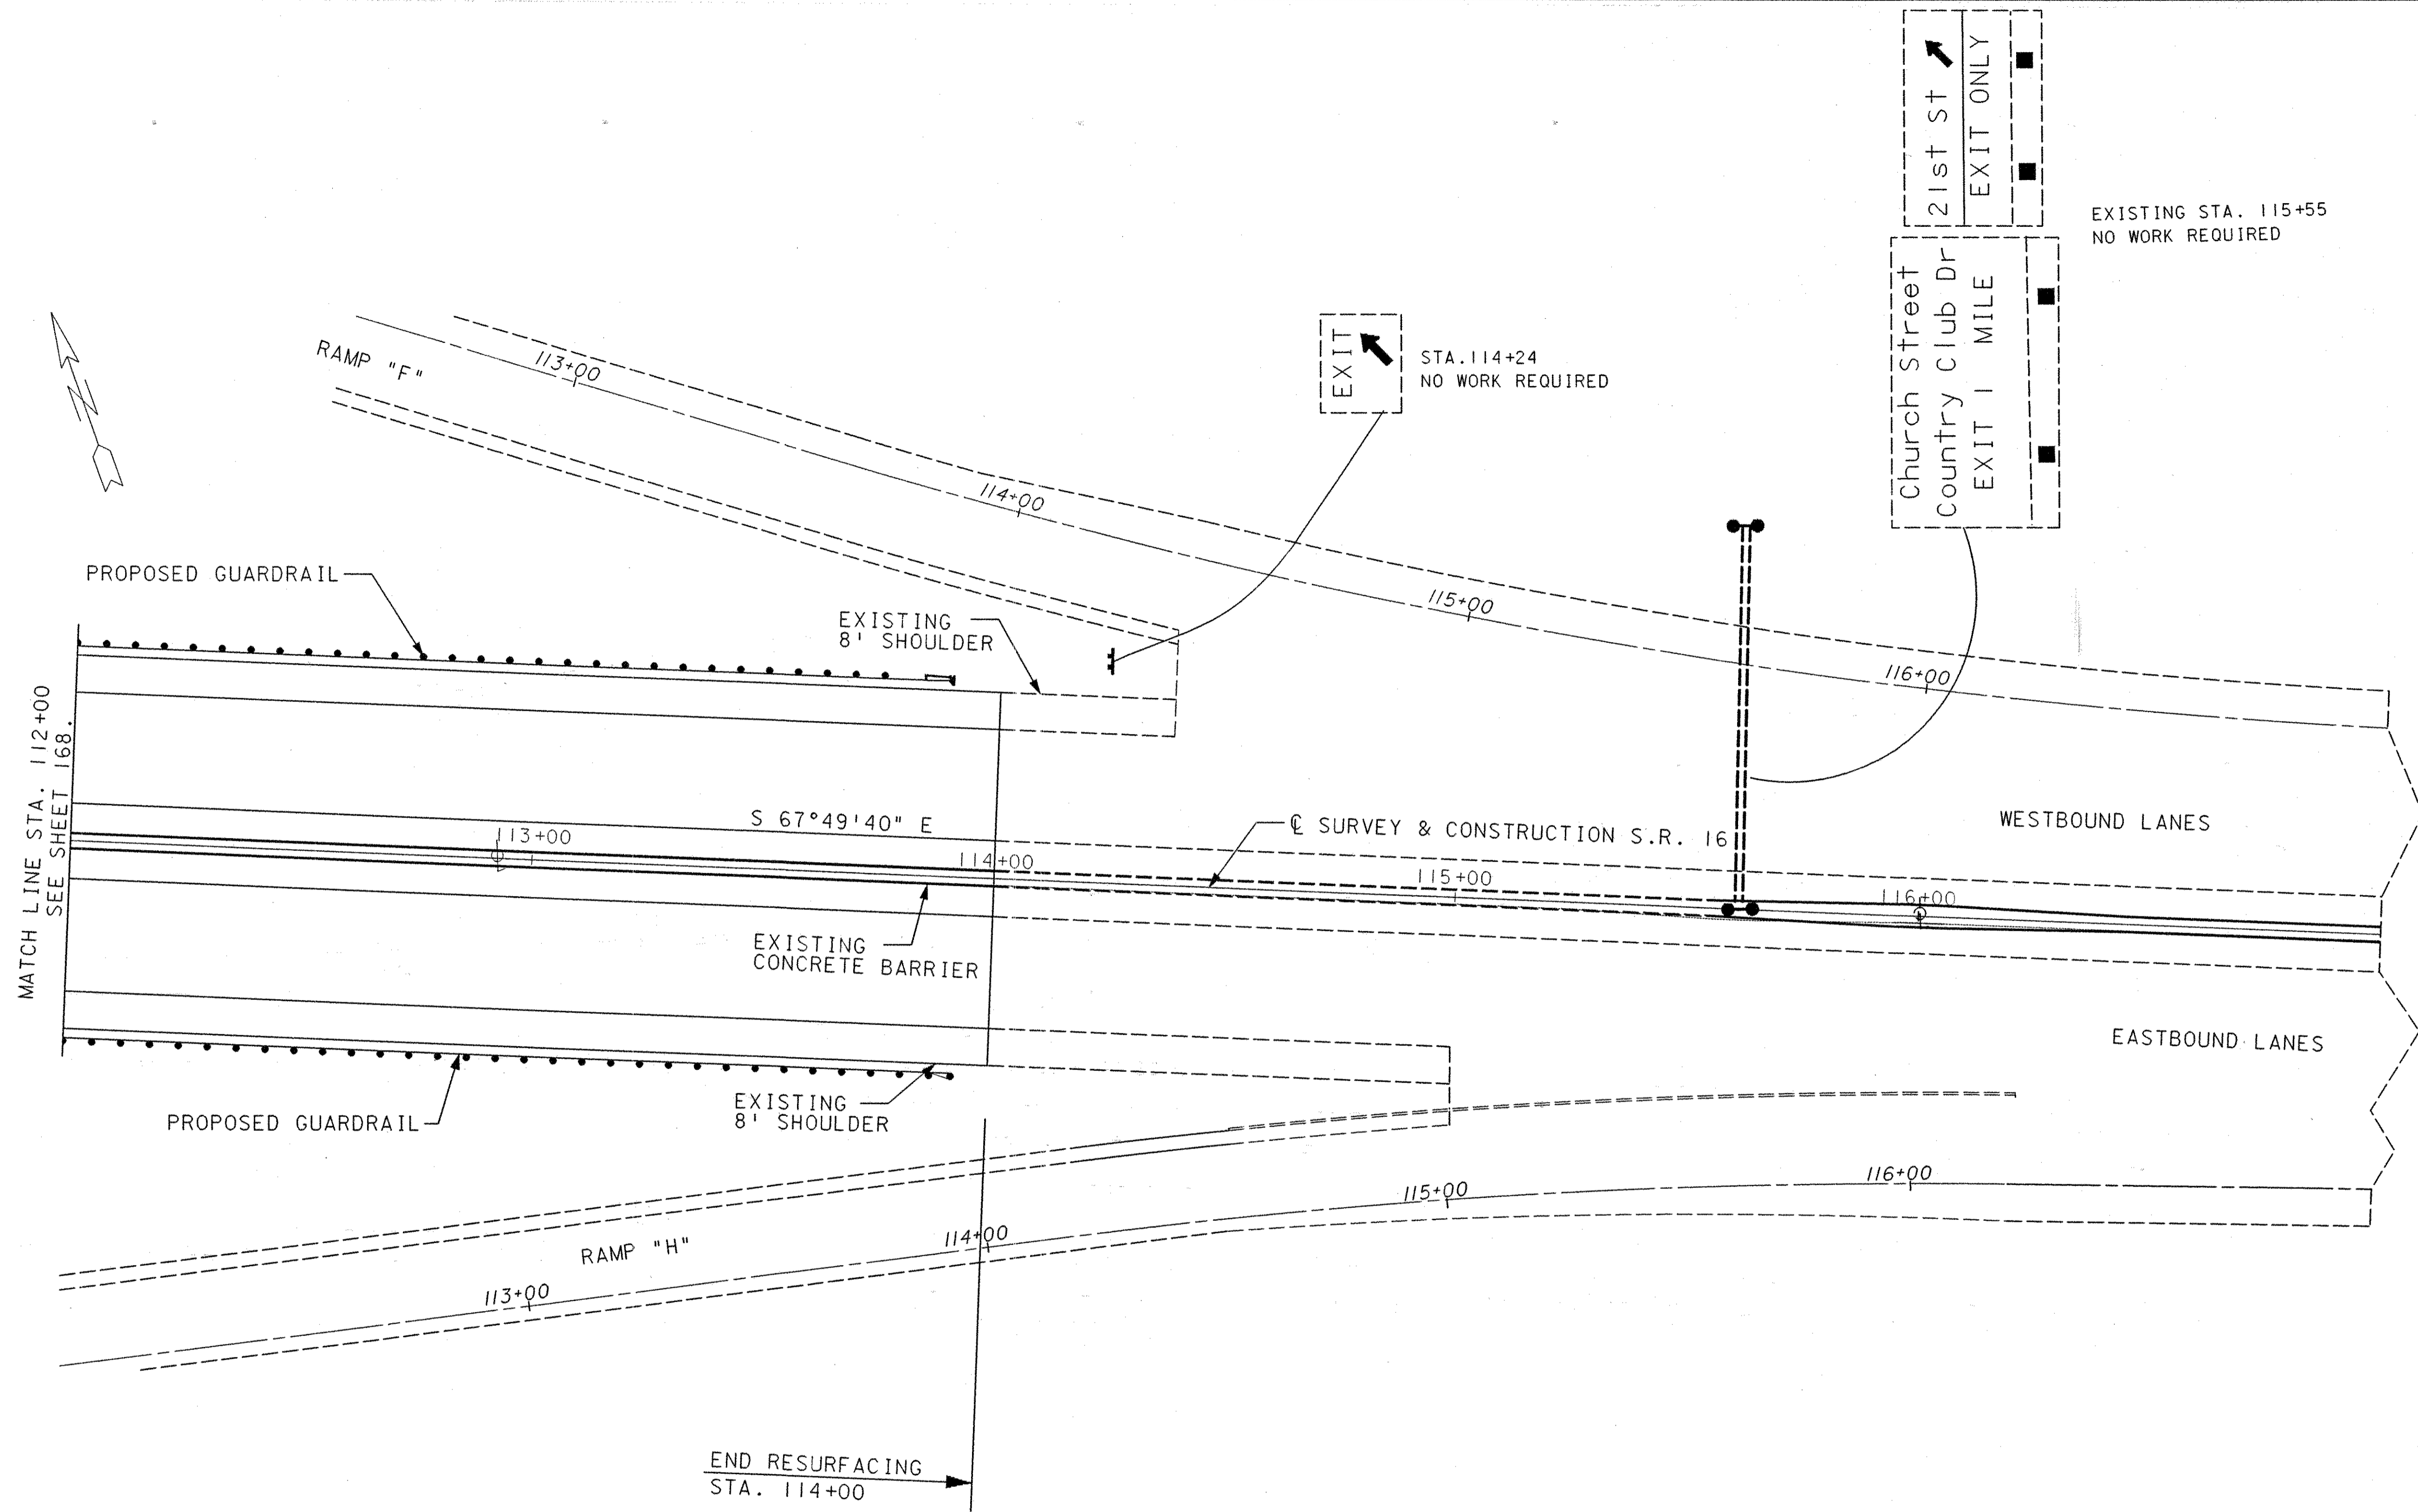 21st St
EXIT ONLY
EXISTING STA. 115+55
NO WORK REQUIRED
Church Street
Country Club Dr
EXIT 1 MILE
EXIT
STA.114+24
NO WORK REQUIRED
RAMP "F"
113+00
114+00
115+00
116+00
PROPOSED GUARDRAIL
EXISTING
8' SHOULDER
MATCH LINE STA. 112+00
SEE SHEET 168.
S 67°49'40" E
℄ SURVEY & CONSTRUCTION S.R. 16
WESTBOUND LANES
113+00
114+00
115+00
116+00
EXISTING
CONCRETE BARRIER
EASTBOUND LANES
PROPOSED GUARDRAIL
EXISTING
8' SHOULDER
RAMP "H"
113+00
114+00
115+00
116+00
END RESURFACING
STA. 114+00